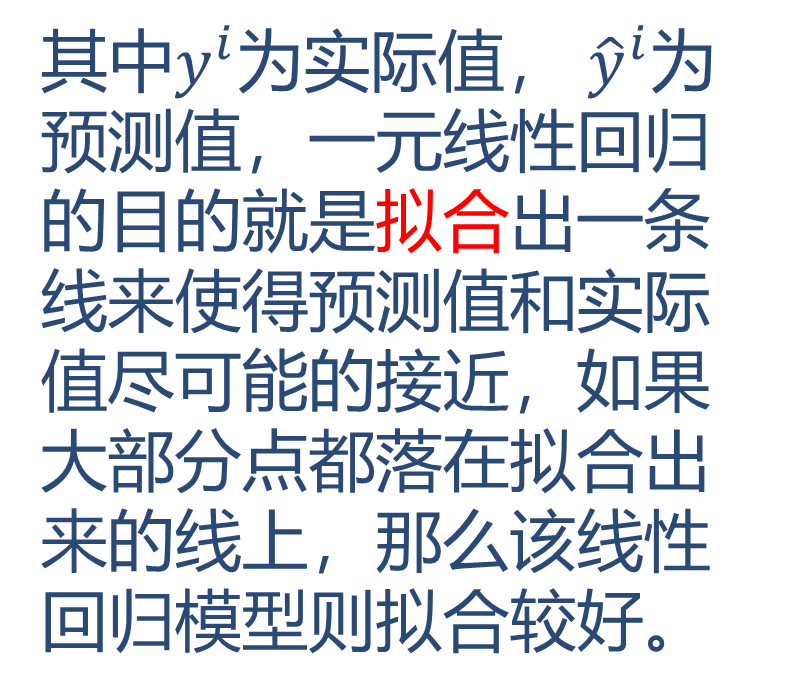 其中yⁱ为实际值， ŷⁱ为
预测值，一元线性回归
的目的就是拟合出一条
线来使得预测值和实际
值尽可能的接近，如果
大部分点都落在拟合出
来的线上，那么该线性
回归模型则拟合较好。